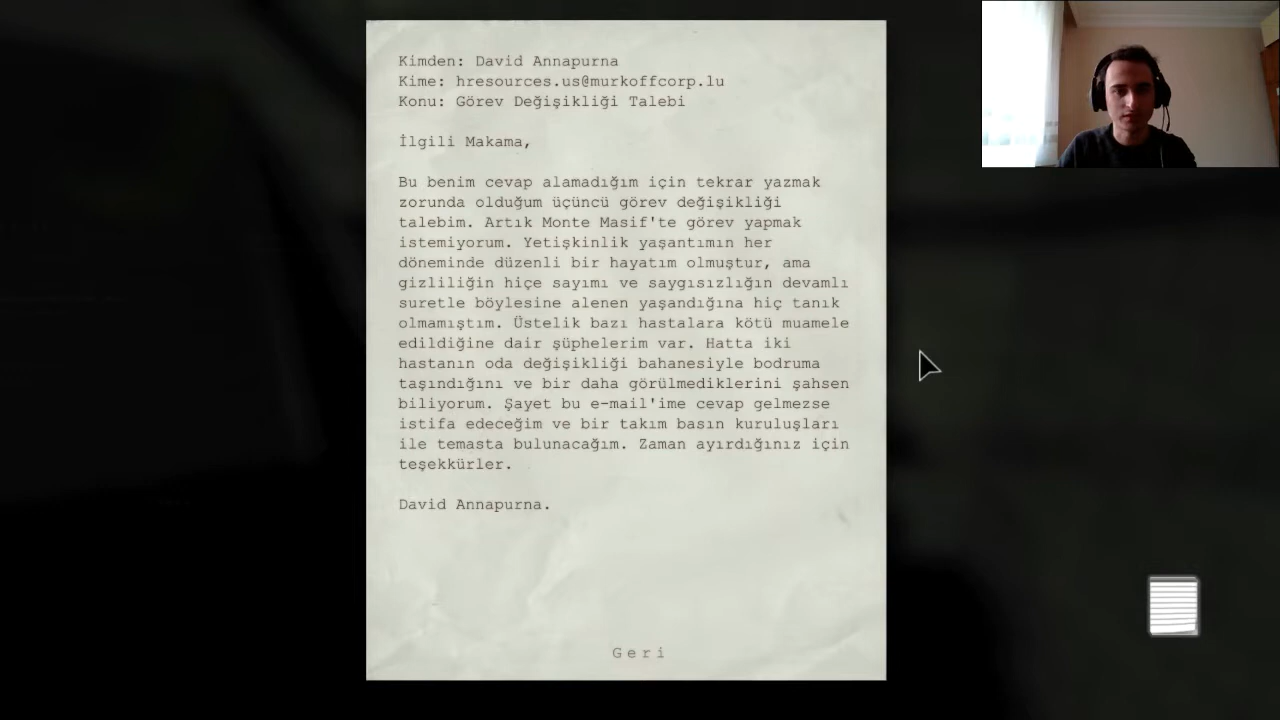 Kimden: David Annapurna
Kime: hresources.us@murkoffcorp.lu
Konu: Görev Değişikliği Talebi
İlgili Makama,
Bu benim cevap alamadığım için tekrar yazmak
zorunda olduğum üçüncü görev değişikliği
talebim. Artık Monte Masif'te görev yapmak
istemiyorum. Yetişkinlik yaşantımın her
döneminde düzenli bir hayatım olmuştur, ama
gizliliğin hiçe sayımı ve saygısızlığın devamlı
suretle böylesine alenen yaşandığına hiç tanık
olmamıştım. Üstelik bazı hastalara kötü muamele
edildiğine dair şüphelerim var. Hatta iki
hastanın oda değişikliği bahanesiyle bodruma
taşındığını ve bir daha görülmediklerini şahsen
biliyorum. Şayet bu e-mail'ime cevap gelmezse
istifa edeceğim ve bir takım basın kuruluşları
ile temasta bulunacağım. Zaman ayırdığınız için
teşekkürler.
David Annapurna.
Geri